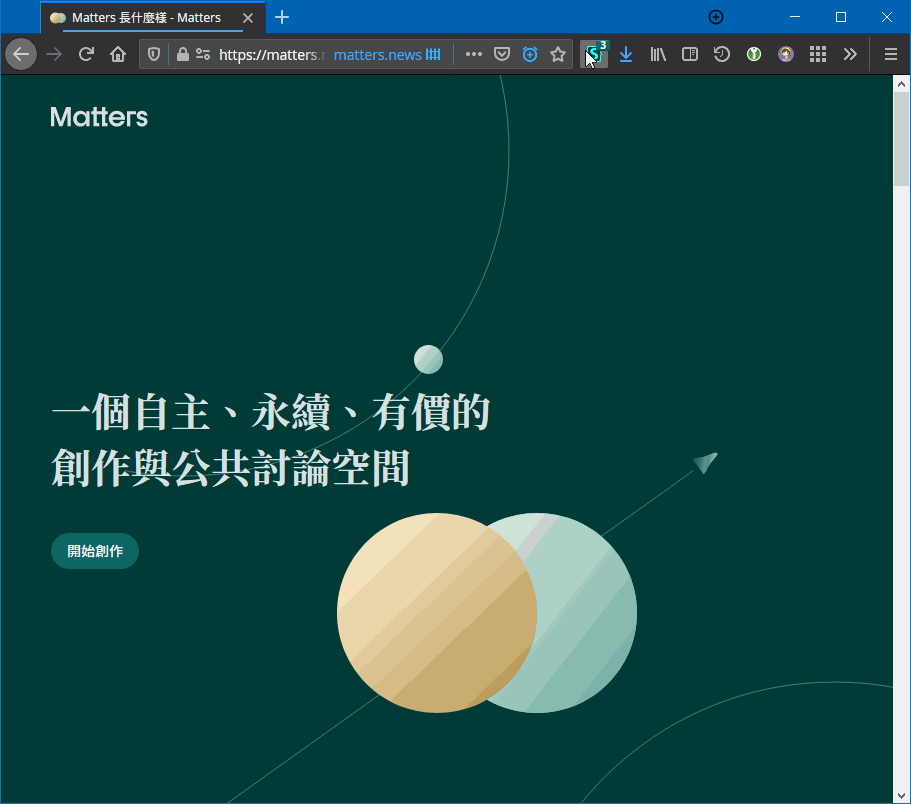 Matters 長什麼樣 - Matters
https://matters.n
matters.news
3
Matters
一個自主、永續、有價的
創作與公共討論空間
開始創作